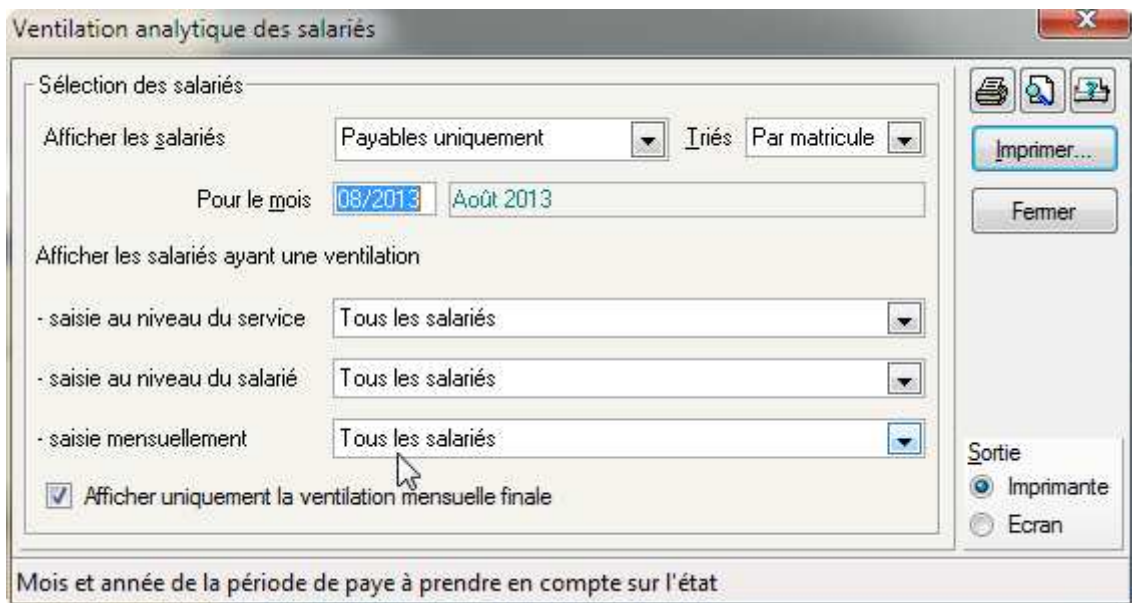 Ventilation analytique des salariés
Sélection des salariés
Afficher les salariés Payables uniquement Triés Par matricule
Imprimer...
Pour le mois 08/2013 Août 2013
Fermer
Afficher les salariés ayant une ventilation
- saisie au niveau du service Tous les salariés
- saisie au niveau du salarié Tous les salariés
- saisie mensuellement Tous les salariés
Sortie
Afficher uniquement la ventilation mensuelle finale
Imprimante
Ecran
Mois et année de la période de paye à prendre en compte sur l'état